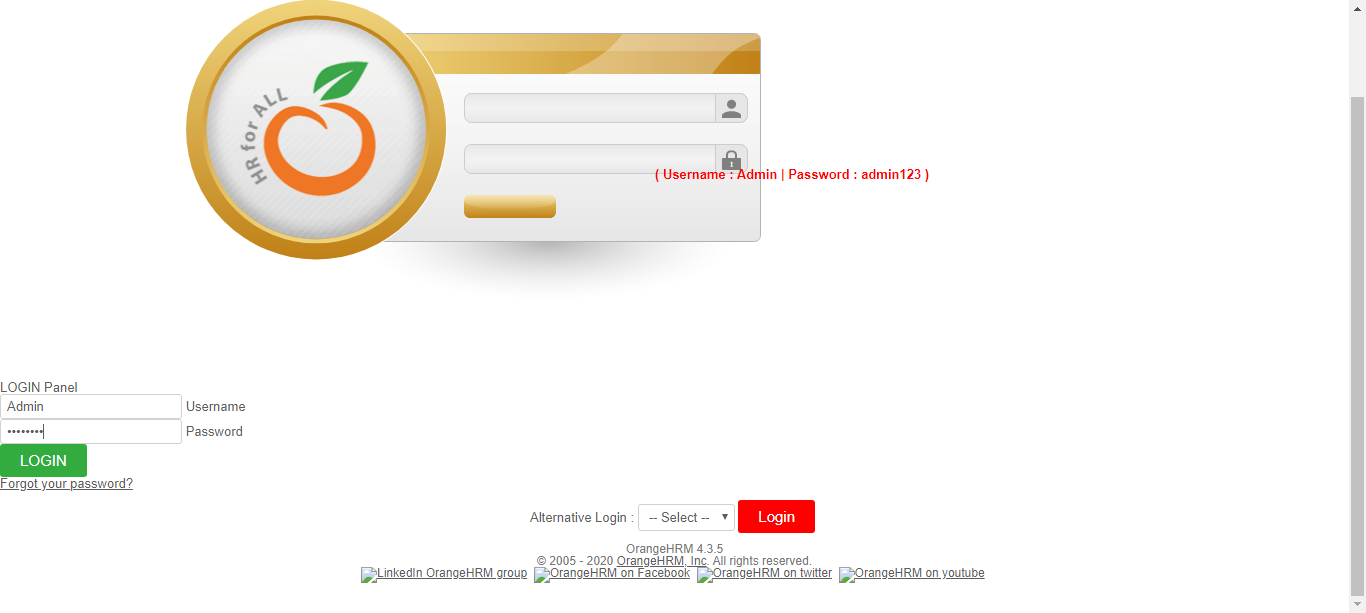 HR for ALL
( Username : Admin | Password : admin123 )
LOGIN Panel
Admin Username
•••••••• Password
LOGIN
Forgot your password?
Alternative Login : -- Select -- Login
OrangeHRM 4.3.5
© 2005 - 2020 OrangeHRM, Inc. All rights reserved.
LinkedIn OrangeHRM group OrangeHRM on Facebook OrangeHRM on twitter OrangeHRM on youtube